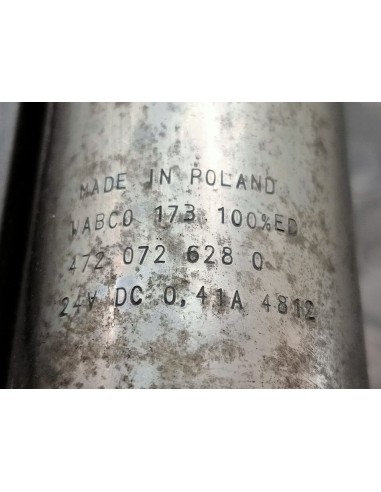 MADE IN POLAND
WABCO 173 100%ED
472 072 628 0
24V DC 0,41A 4812